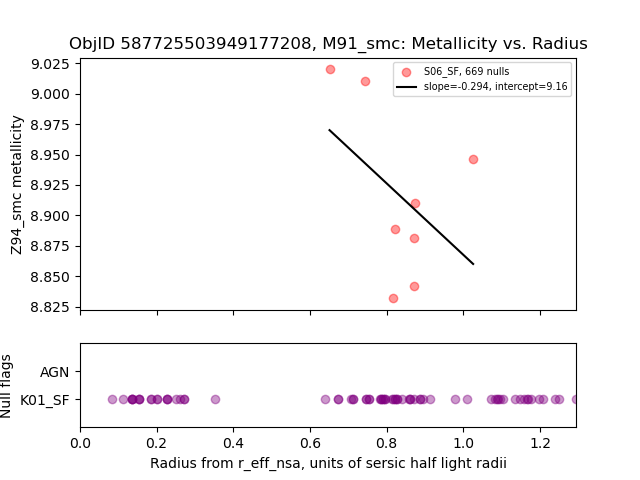 ObjID 587725503949177208, M91_smc: Metallicity vs. Radius
Z94_smc metallicity
9.025
9.000
8.975
8.950
8.925
8.900
8.875
8.850
8.825
S06_SF, 669 nulls
slope=-0.294, intercept=9.16
Null flags
AGN
K01_SF
0.0 0.2 0.4 0.6 0.8 1.0 1.2
Radius from r_eff_nsa, units of sersic half light radii